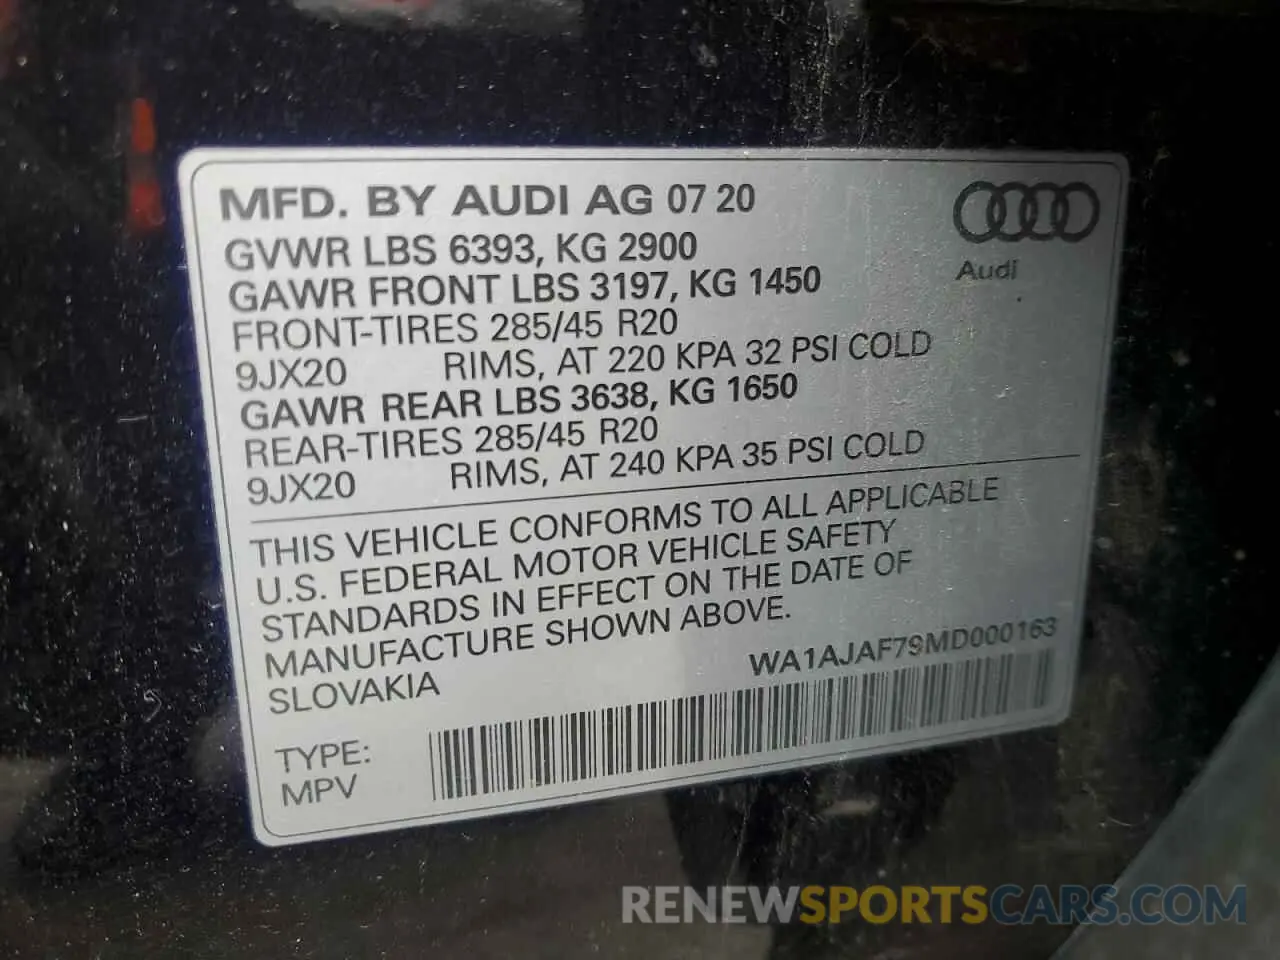 MFD. BY AUDI AG 07 20
GVWR LBS 6393, KG 2900
GAWR FRONT LBS 3197, KG 1450
FRONT-TIRES 285/45 R20
9JX20 RIMS, AT 220 KPA 32 PSI COLD
GAWR REAR LBS 3638, KG 1650
REAR-TIRES 285/45 R20
9JX20 RIMS, AT 240 KPA 35 PSI COLD
Audi
THIS VEHICLE CONFORMS TO ALL APPLICABLE
U.S. FEDERAL MOTOR VEHICLE SAFETY
STANDARDS IN EFFECT ON THE DATE OF
MANUFACTURE SHOWN ABOVE.
SLOVAKIA
WA1AJAF79MD000163
TYPE:
MPV
RENEWSPORTSCARS.COM